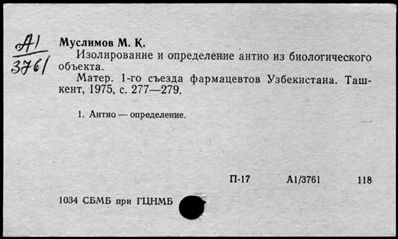 А1
3761
Муслимов М. К.
Изолирование и определение антио из биологического
объекта.
Матер. 1-го съезда фармацевтов Узбекистана. Таш-
кент, 1975, с. 277—279.
1. Антио — определение.
П-17 А1/3761 118
1034 СБМБ при ГЦНМБ